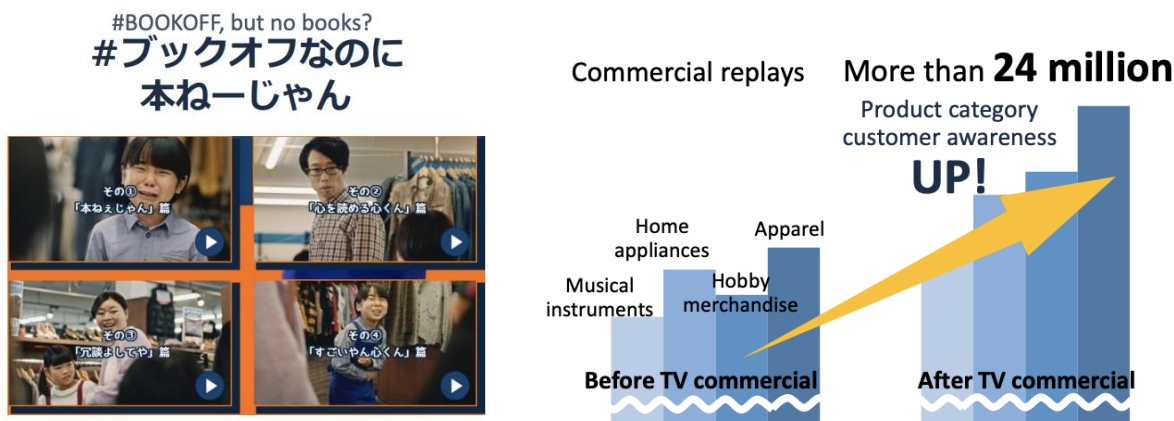 #BOOKOFF, but no books?
#ブックオフなのに
本ねーじゃん
その①
「本ねぇじゃん」篇
その②
「心を読める心くん」篇
その③
「冗談よしてや」篇
その④
「すごいやん心くん」篇
Commercial replays
More than 24 million
Product category
customer awareness
UP!
Musical
instruments
Home
appliances
Hobby
merchandise
Apparel
Before TV commercial
After TV commercial